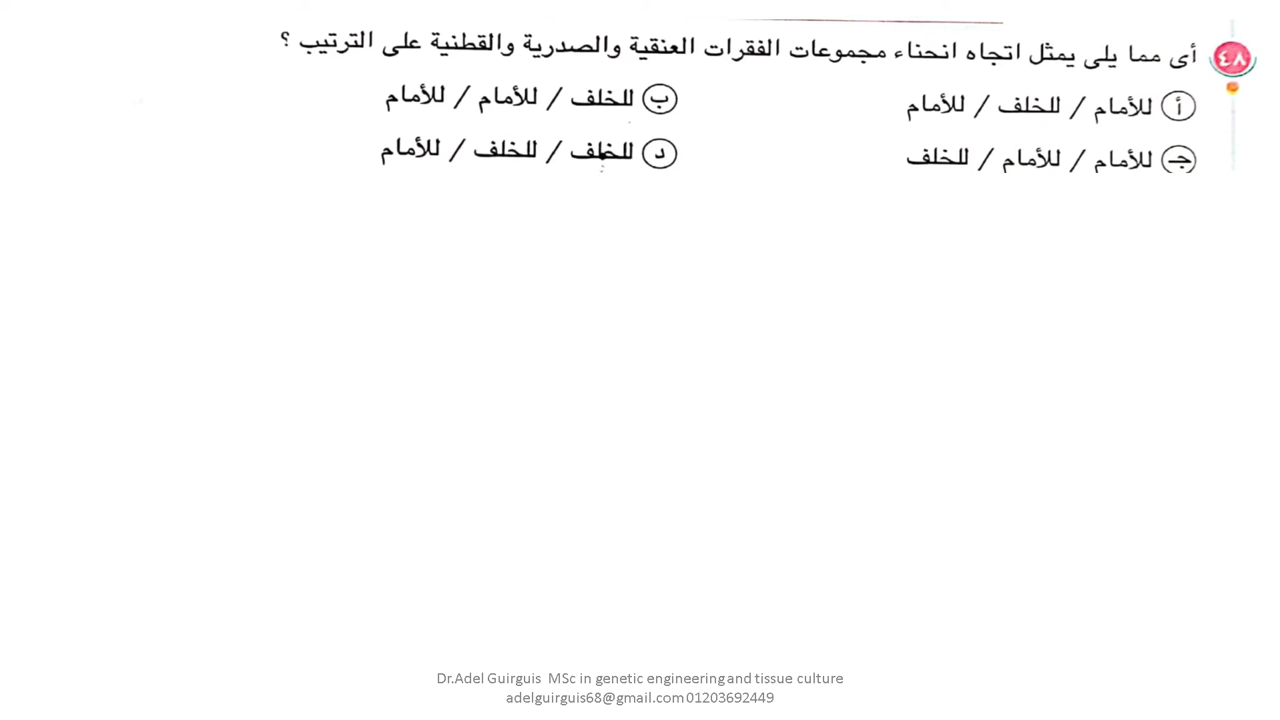 ٤٨ أى مما يلى يمثل اتجاه انحناء مجموعات الفقرات العنقية والصدرية والقطنية على الترتيب ؟
أ للأمام / للخلف / للأمام
ب للخلف / للأمام / للأمام
جـ للأمام / للأمام / للخلف
د للخلف / للخلف / للأمام
Dr.Adel Guirguis MSc in genetic engineering and tissue culture
adelguirguis68@gmail.com 01203692449